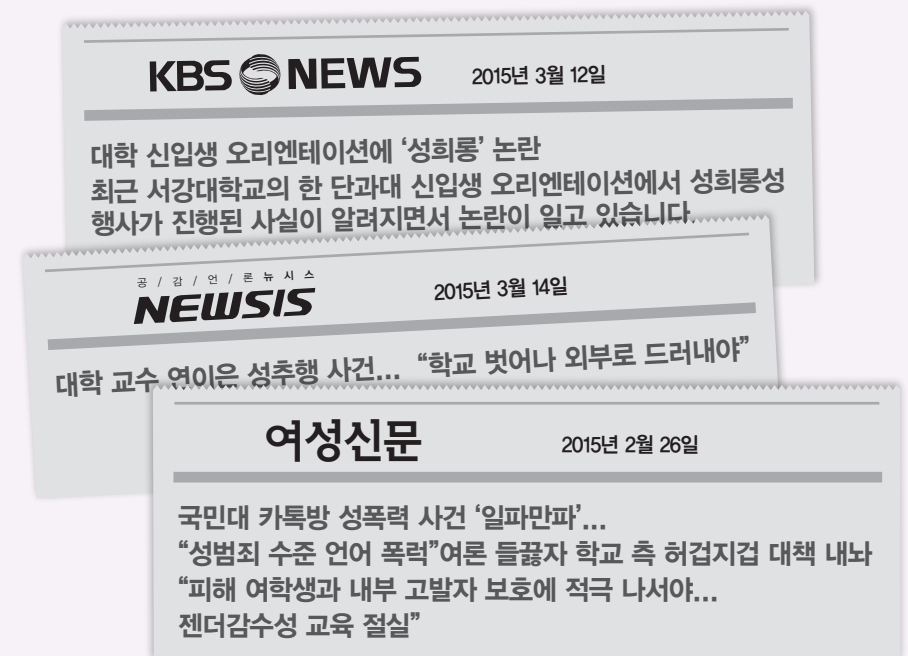 KBS NEWS 2015년 3월 12일
대학 신입생 오리엔테이션에 ‘성희롱’ 논란
최근 서강대학교의 한 단과대 신입생 오리엔테이션에서 성희롱성
행사가 진행된 사실이 알려지면서 논란이 일고 있습니다.
공/감/언/론 뉴시스
NEWSIS 2015년 3월 14일
대학 교수 연이은 성추행 사건... “학교 벗어나 외부로 드러내야”
여성신문 2015년 2월 26일
국민대 카톡방 성폭력 사건 ‘일파만파’...
“성범죄 수준 언어 폭력”여론 들끓자 학교 측 허겁지겁 대책 내놔
“피해 여학생과 내부 고발자 보호에 적극 나서야...
젠더감수성 교육 절실”